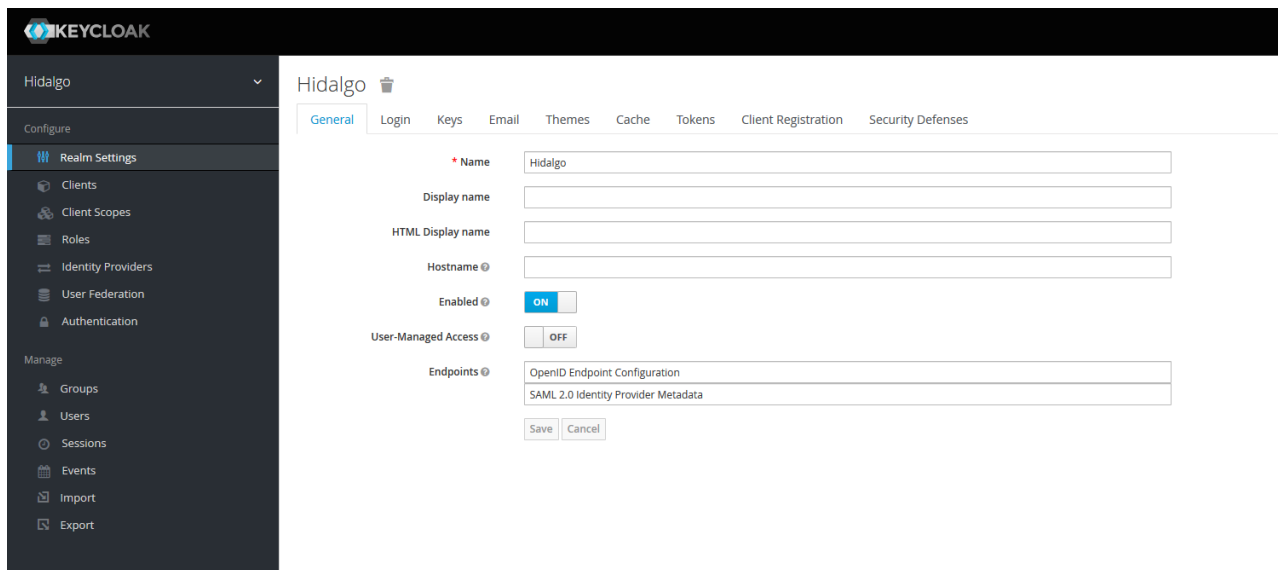 KEYCLOAK
Hidalgo
Configure
Realm Settings
Clients
Client Scopes
Roles
Identity Providers
User Federation
Authentication
Manage
Groups
Users
Sessions
Events
Import
Export
Hidalgo
General Login Keys Email Themes Cache Tokens Client Registration Security Defenses
* Name Hidalgo
Display name
HTML Display name
Hostname
Enabled ON
User-Managed Access OFF
Endpoints OpenID Endpoint Configuration
SAML 2.0 Identity Provider Metadata
Save Cancel